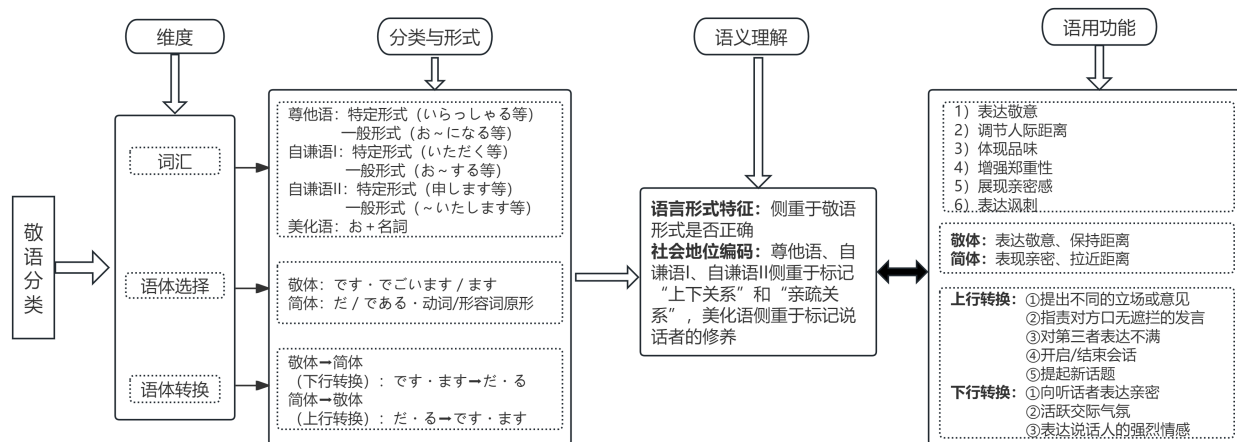 维度
分类与形式
语义理解
语用功能
敬语分类
词汇
语体选择
语体转换
尊他语：特定形式（いらっしゃる等）
一般形式（お～になる等）
自谦语I：特定形式（いただく等）
一般形式（お～する等）
自谦语II：特定形式（申します等）
一般形式（～いたします等）
美化语：お＋名詞
敬体：です・でございます / ます
简体：だ / である・动词/形容词原形
敬体➡简体
（下行转换）：です・ます➡だ・る
简体➡敬体
（上行转换）：だ・る➡です・ます
语言形式特征：侧重于敬语
形式是否正确
社会地位编码：尊他语、自
谦语I、自谦语II侧重于标记
“上下关系”和“亲疏关
系”，美化语侧重于标记说
话者的修养
1）表达敬意
2）调节人际距离
3）体现品味
4）增强郑重性
5）展现亲密感
6）表达讽刺
敬体：表达敬意、保持距离
简体：表现亲密、拉近距离
上行转换：①提出不同的立场或意见
②指责对方口无遮拦的发言
③对第三者表达不满
④开启/结束会话
⑤提起新话题
下行转换：①向听话者表达亲密
②活跃交际气氛
③表达说话人的强烈情感